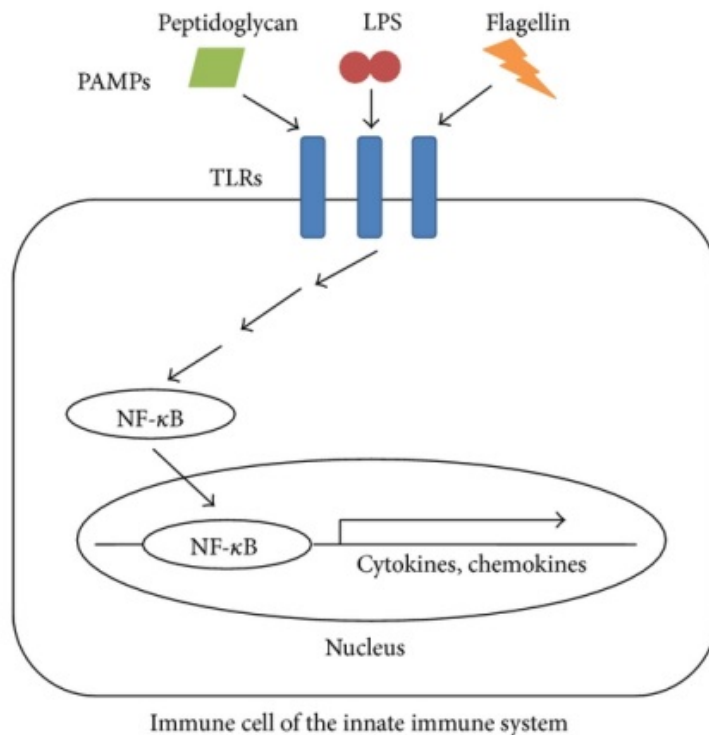 Peptidoglycan LPS Flagellin
PAMPs
TLRs
NF-κB
NF-κB
Cytokines, chemokines
Nucleus
Immune cell of the innate immune system